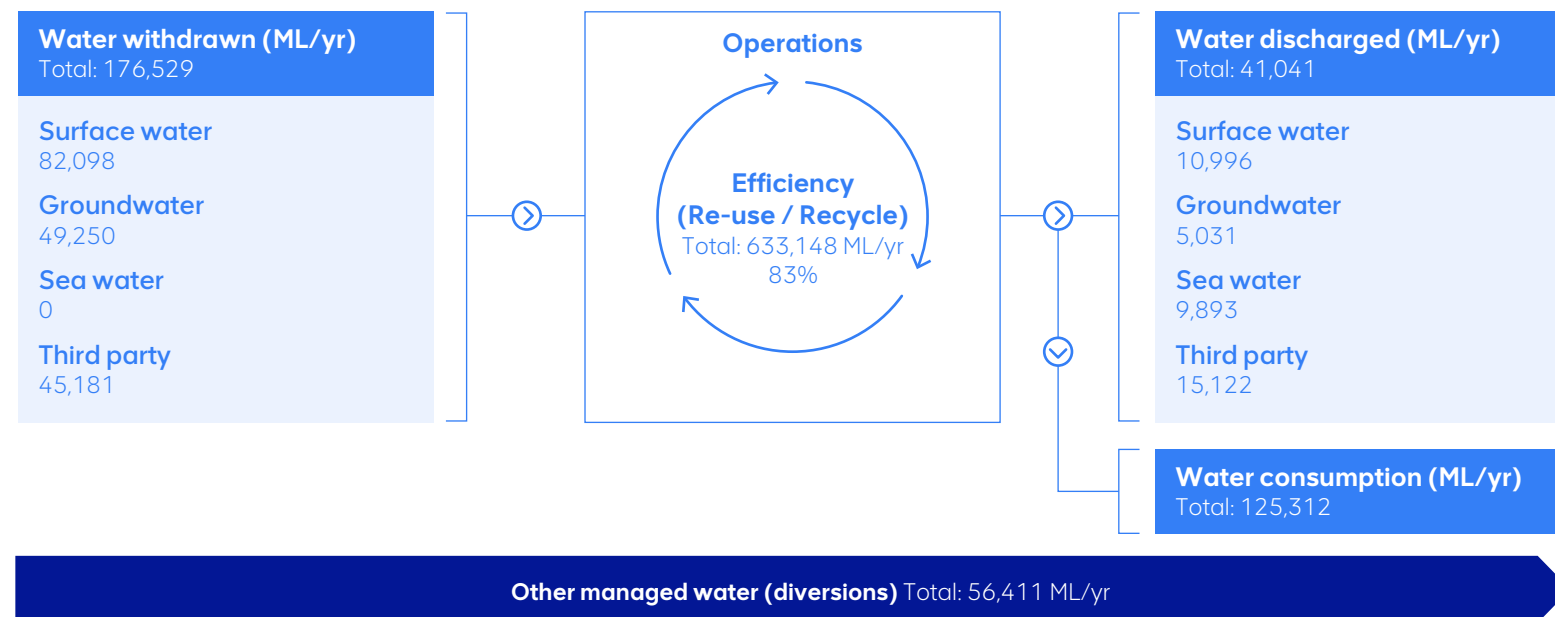 Water withdrawn (ML/yr)
Total: 176,529
Surface water
82,098
Groundwater
49,250
Sea water
0
Third party
45,181
Operations
Efficiency
(Re-use / Recycle)
Total: 633,148 ML/yr
83%
Water discharged (ML/yr)
Total: 41,041
Surface water
10,996
Groundwater
5,031
Sea water
9,893
Third party
15,122
Water consumption (ML/yr)
Total: 125,312
Other managed water (diversions) Total: 56,411 ML/yr